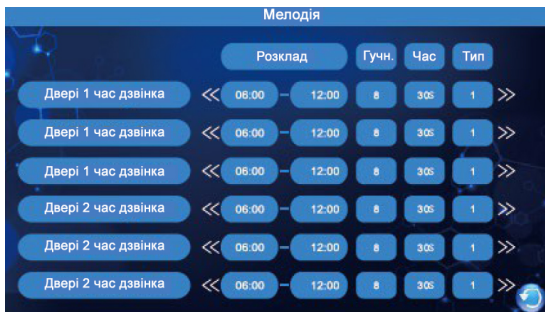 Мелодія
Розклад Гучн. Час Тип
Двері 1 час дзвінка << 06:00 – 12:00 8 30S 1 >>
Двері 1 час дзвінка << 06:00 – 12:00 8 30S 1 >>
Двері 1 час дзвінка << 06:00 – 12:00 8 30S 1 >>
Двері 2 час дзвінка << 06:00 – 12:00 8 30S 1 >>
Двері 2 час дзвінка << 06:00 – 12:00 8 30S 1 >>
Двері 2 час дзвінка << 06:00 – 12:00 8 30S 1 >>